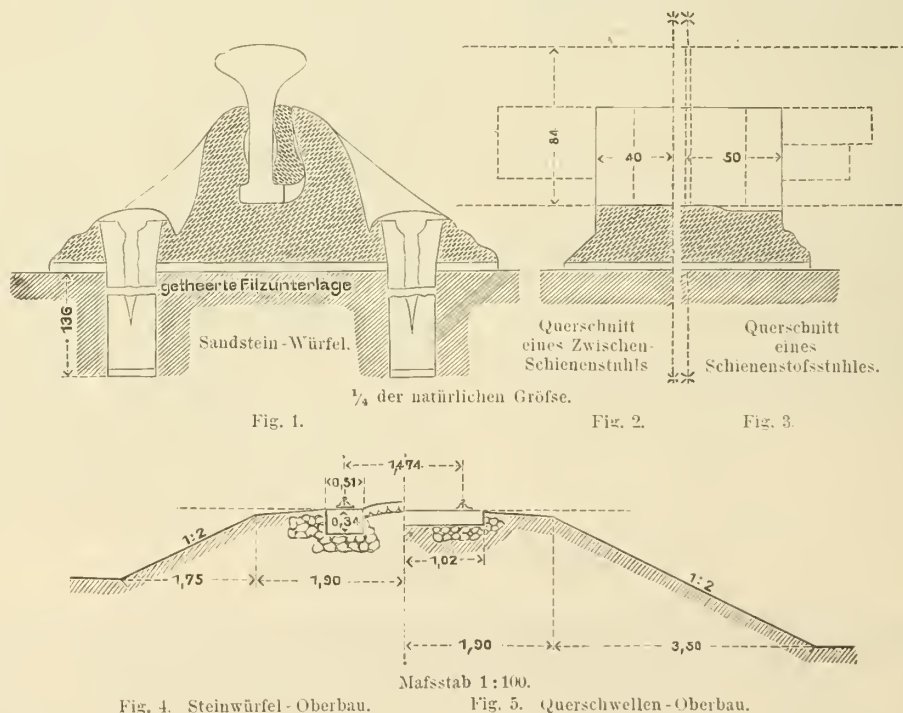 84
40
50
136
getheerte Filzunterlage
Sandstein-Würfel.
Querschnitt
eines Zwischen-
Schienenstuhls
Querschnitt
eines
Schienenstofsstuhles.
1/4 der natürlichen Gröfse.
Fig. 1.
Fig. 2.
Fig. 3.
1,474
0,51
0,34
1:2
1:2
1,02
1,75
1,90
1,90
3,50
Mafsstab 1:100.
Fig. 4. Steinwürfel-Oberbau.
Fig. 5. Querschwellen-Oberbau.